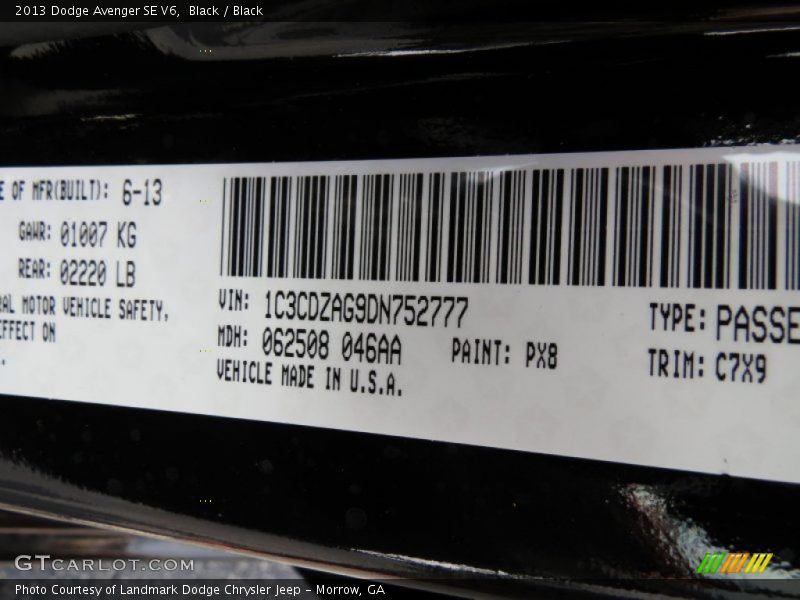 2013 Dodge Avenger SE V6, Black / Black
E OF MFR(BUILT): 6-13
GAWR: 01007 KG
REAR: 02220 LB
RAL MOTOR VEHICLE SAFETY,
EFFECT ON
.
VIN: 1C3CDZAG9DN752777
MDH: 062508 046AA
PAINT: PX8
VEHICLE MADE IN U.S.A.
TYPE: PASSE
TRIM: C7X9
GTCARLOT.COM
Photo Courtesy of Landmark Dodge Chrysler Jeep - Morrow, GA